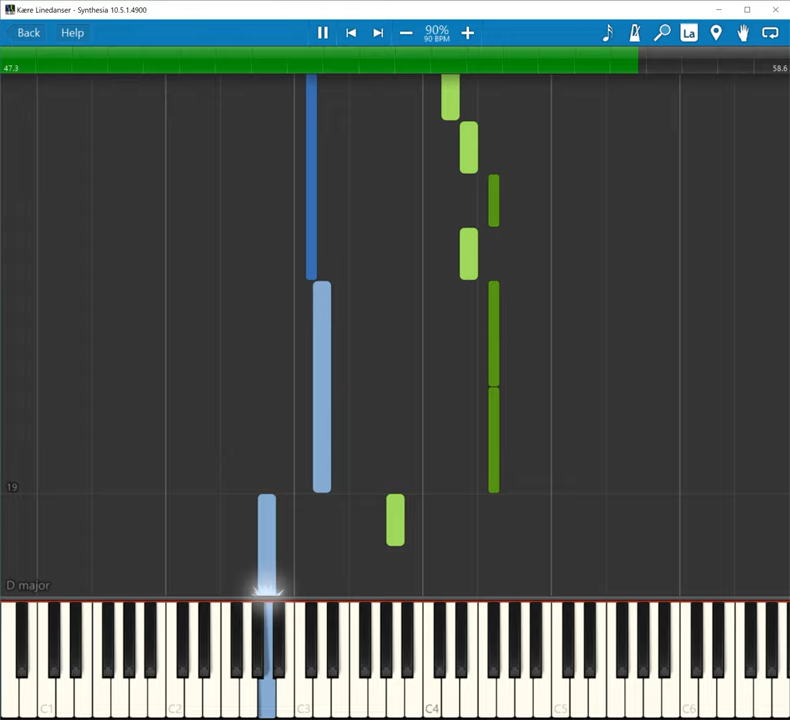 Kære Linedanser - Synthesia 10.5.1.4900
Back Help 90% La
90 BPM
47.3 58.6
19
D major
C1 C2 C3 C4 C5 C6